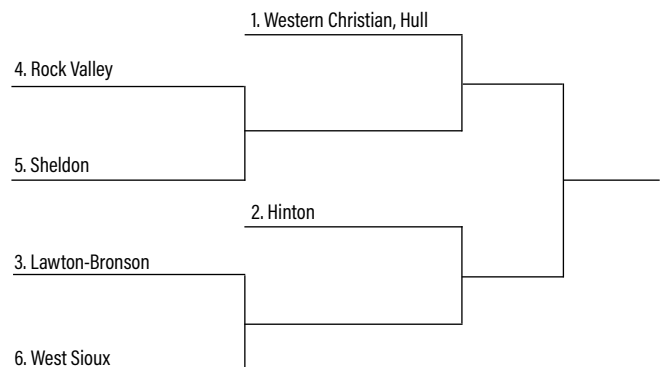 1. Western Christian, Hull
4. Rock Valley
5. Sheldon
2. Hinton
3. Lawton-Bronson
6. West Sioux